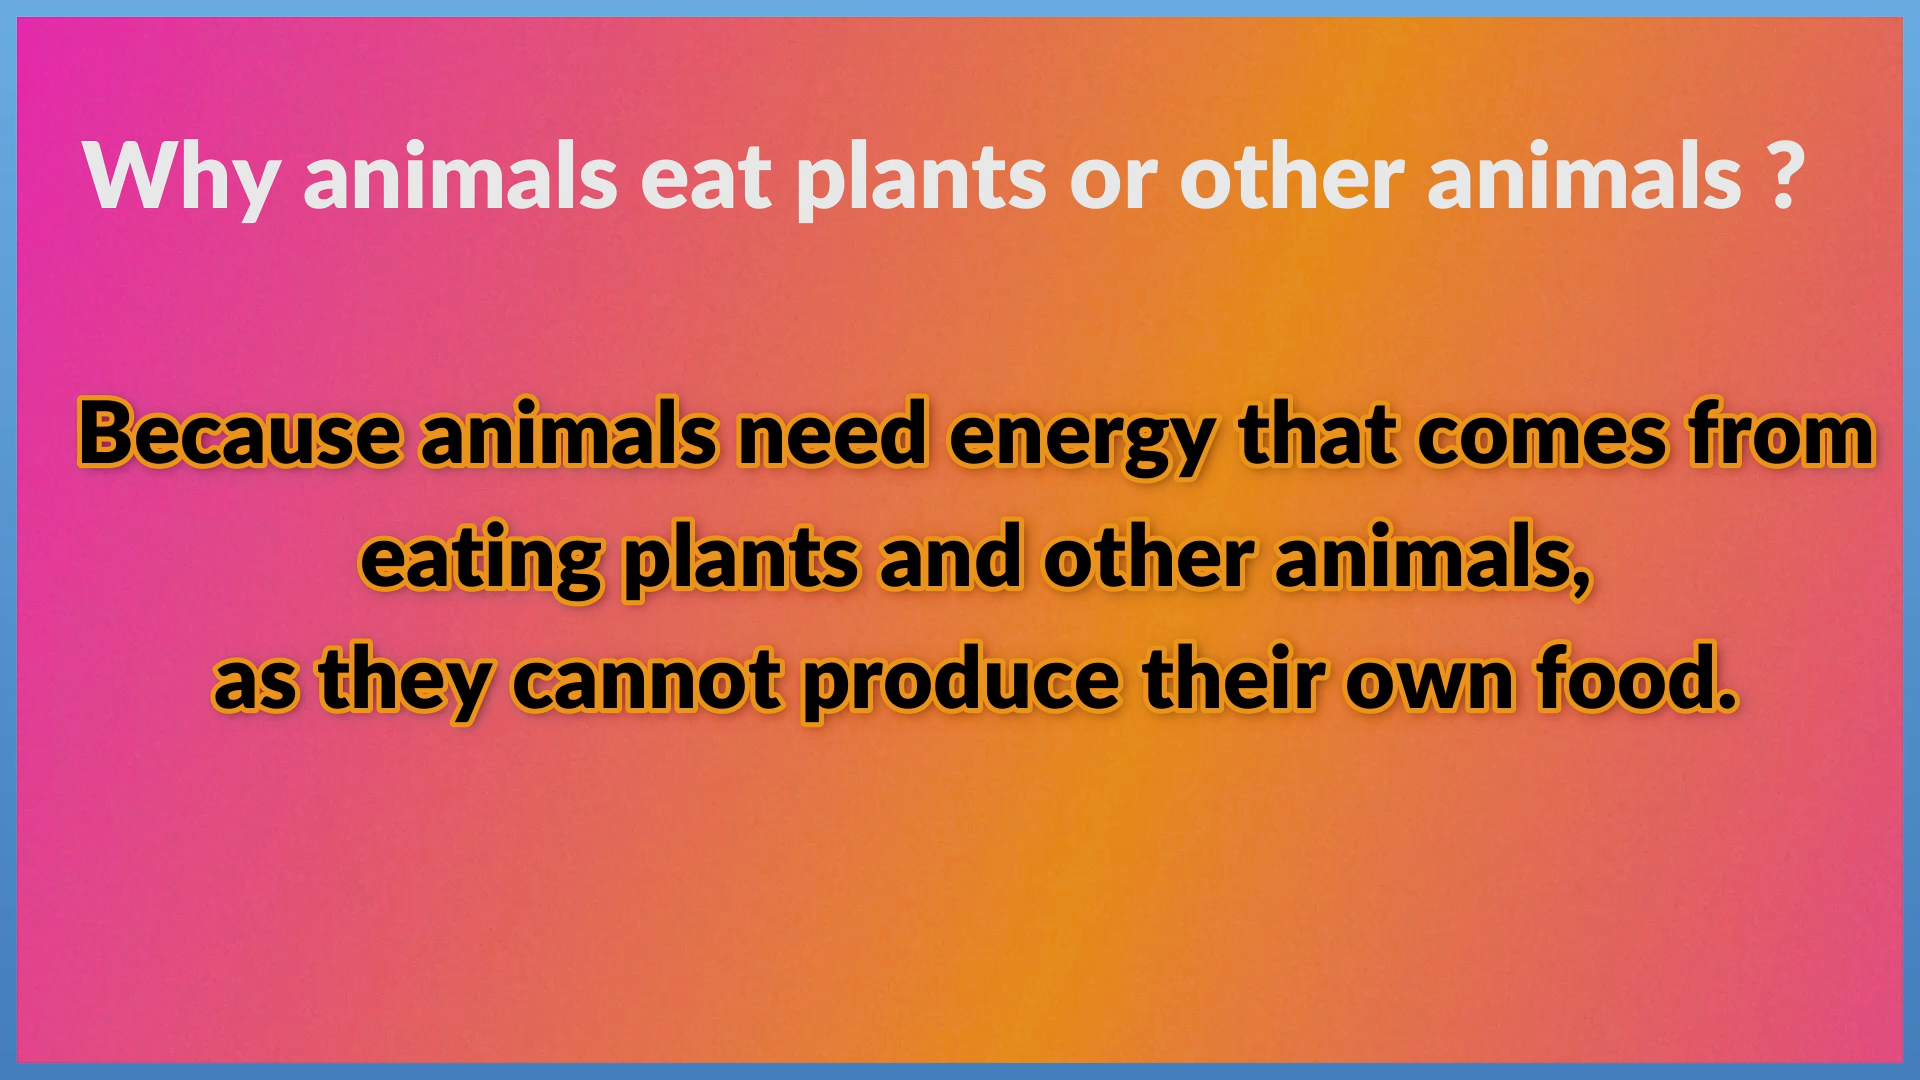 Why animals eat plants or other animals ?
Because animals need energy that comes from
eating plants and other animals,
as they cannot produce their own food.